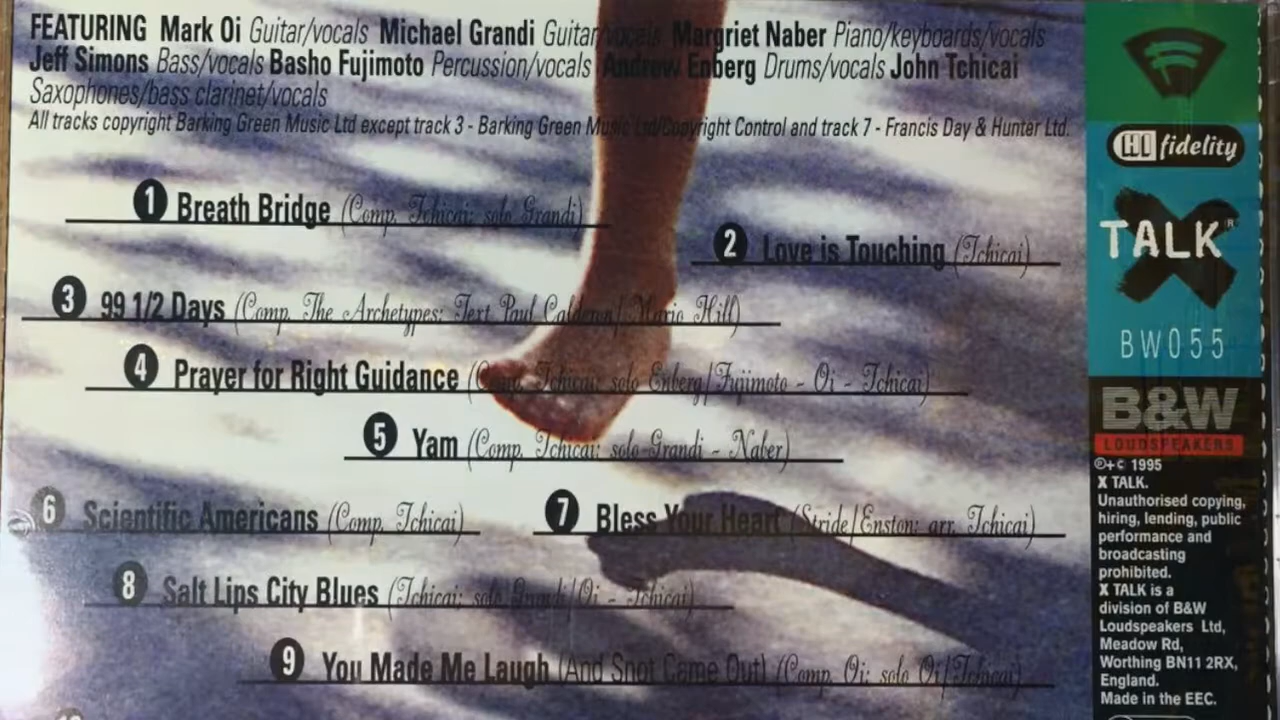 FEATURING Mark Oi Guitar/vocals Michael Grandi Guitar/vocals Margriet Naber Piano/keyboards/vocals
Jeff Simons Bass/vocals Basho Fujimoto Percussion/vocals Andrew Enberg Drums/vocals John Tchicai
Saxophones/bass clarinet/vocals
All tracks copyright Barking Green Music Ltd except track 3 - Barking Green Music Ltd/Copyright Control and track 7 - Francis Day & Hunter Ltd.
1 Breath Bridge (Comp. Tchicai: solo Grandi)
2 Love is Touching (Tchicai)
3 99 1/2 Days (Comp. The Archetypes: Text Paul Calderon/ Mario Hill)
4 Prayer for Right Guidance (Comp. Tchicai: solo Enberg/Fujimoto - Oi - Tchicai)
5 Yam (Comp. Tchicai: solo-Grandi - Naber)
6 Scientific Americans (Comp. Tchicai)
7 Bless Your Heart (Stride/Enston: arr. Tchicai)
8 Salt Lips City Blues (Tchicai: solo Grandi/Oi - Tchicai)
9 You Made Me Laugh (And Snot Came Out) (Comp. Oi: solo Oi/Tchicai)
HI fidelity
X TALK®
BW055
B&W
LOUDSPEAKERS
℗+© 1995
X TALK.
Unauthorised copying,
hiring, lending, public
performance and
broadcasting
prohibited.
X TALK is a
division of B&W
Loudspeakers Ltd,
Meadow Rd,
Worthing BN11 2RX,
England.
Made in the EEC.